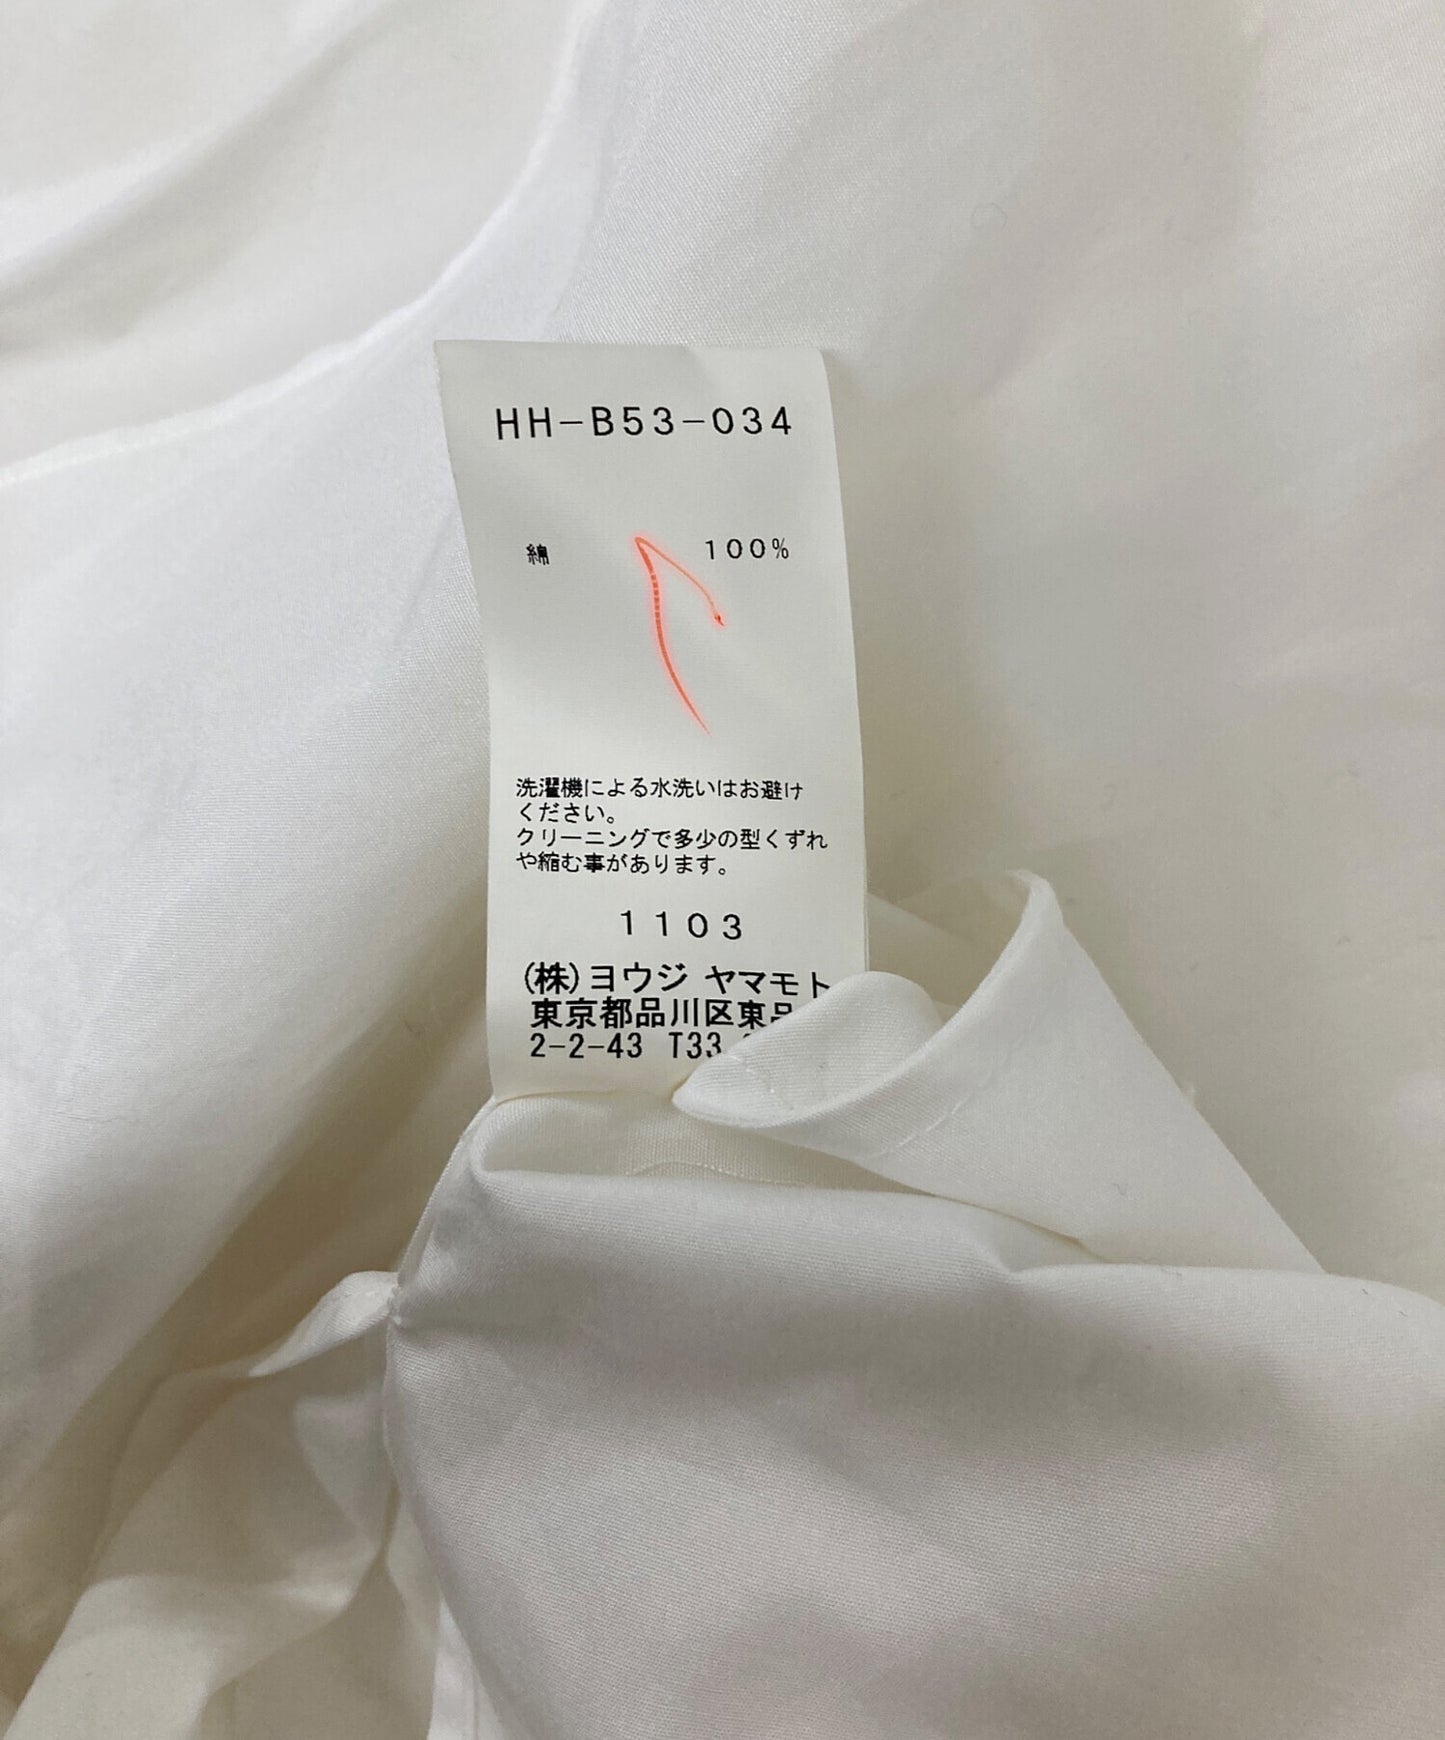 HH-B53-034
綿 100%
洗濯機による水洗いはお避け
ください。
クリーニングで多少の型くずれ
や縮む事があります。
1103
(株)ヨウジ ヤマモト
東京都品川区東品
2-2-43 T33